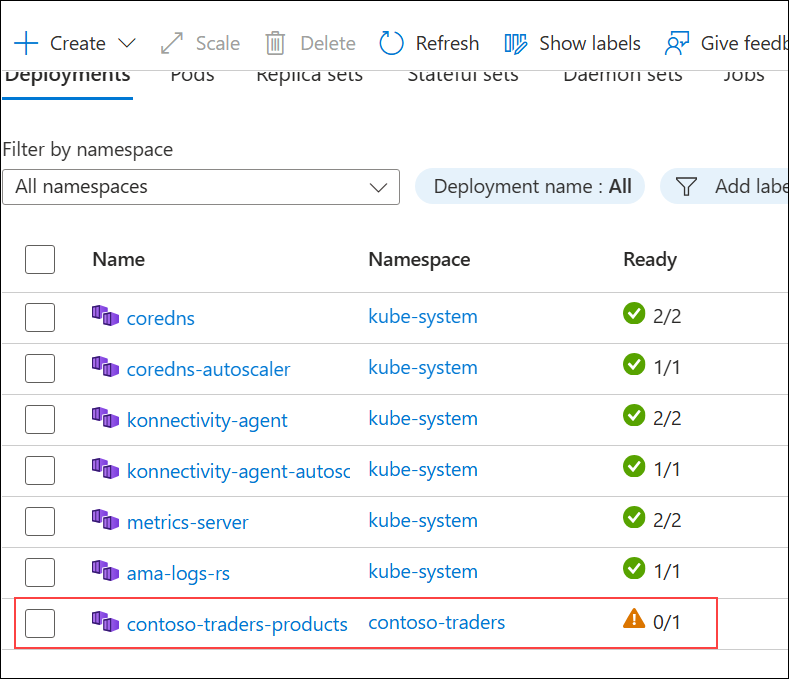 Create Scale Delete Refresh Show labels Give feedb
Deployments Pods Replica sets Stateful sets Daemon sets Jobs
Filter by namespace
All namespaces Deployment name : All Add labe
Name Namespace Ready
coredns kube-system 2/2
coredns-autoscaler kube-system 1/1
konnectivity-agent kube-system 2/2
konnectivity-agent-autosc kube-system 1/1
metrics-server kube-system 2/2
ama-logs-rs kube-system 1/1
contoso-traders-products contoso-traders 0/1